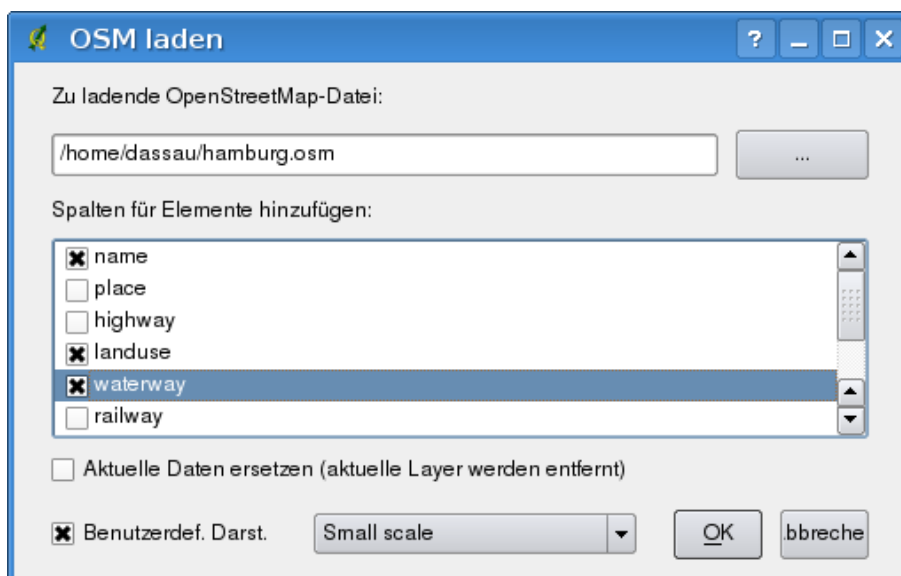 OSM laden
Zu ladende OpenStreetMap-Datei:
/home/dassau/hamburg.osm
...
Spalten für Elemente hinzufügen:
name
place
highway
landuse
waterway
railway
Aktuelle Daten ersetzen (aktuelle Layer werden entfernt)
Benutzerdef. Darst.
Small scale
OK
.bbreche